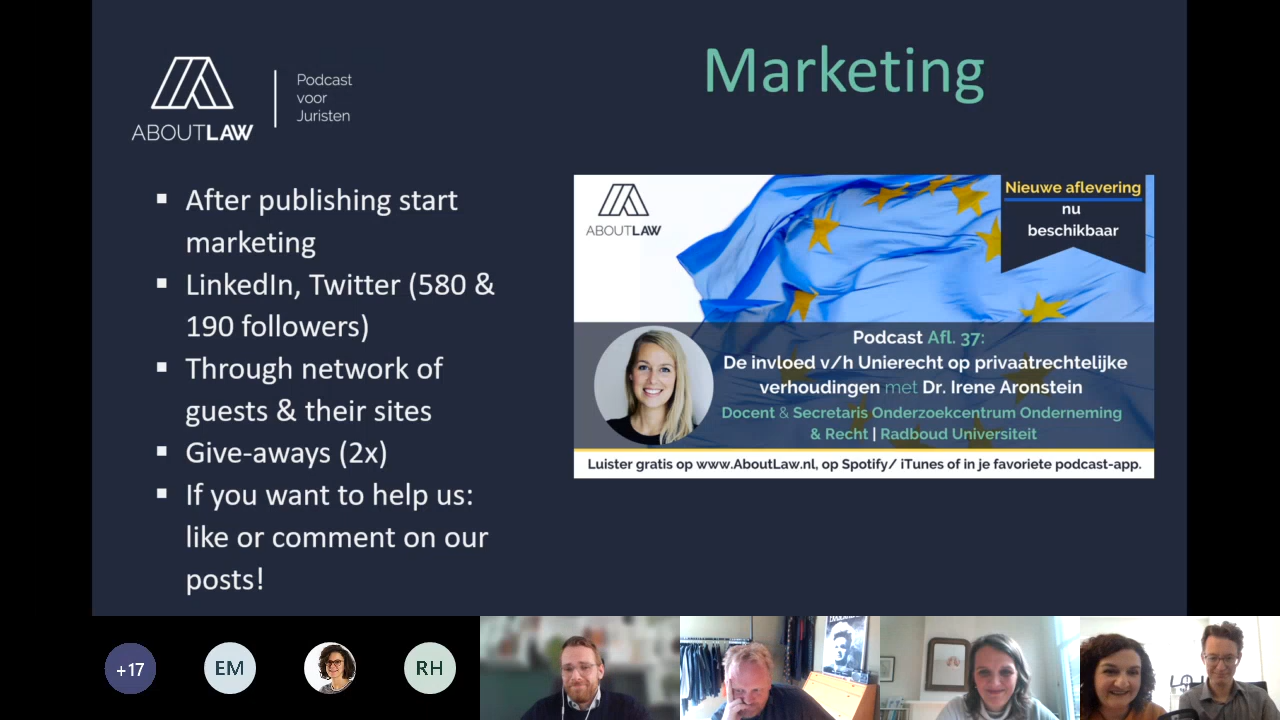 ABOUTLAW
Podcast
voor
Juristen
Marketing
▪ After publishing start
marketing
▪ LinkedIn, Twitter (580 &
190 followers)
▪ Through network of
guests & their sites
▪ Give-aways (2x)
▪ If you want to help us:
like or comment on our
posts!
ABOUTLAW
Nieuwe aflevering
nu
beschikbaar
Podcast Afl. 37:
De invloed v/h Unierecht op privaatrechtelijke
verhoudingen met Dr. Irene Aronstein
Docent & Secretaris Onderzoekcentrum Onderneming
& Recht | Radboud Universiteit
Luister gratis op www.AboutLaw.nl, op Spotify/ iTunes of in je favoriete podcast-app.
+17
EM
RH